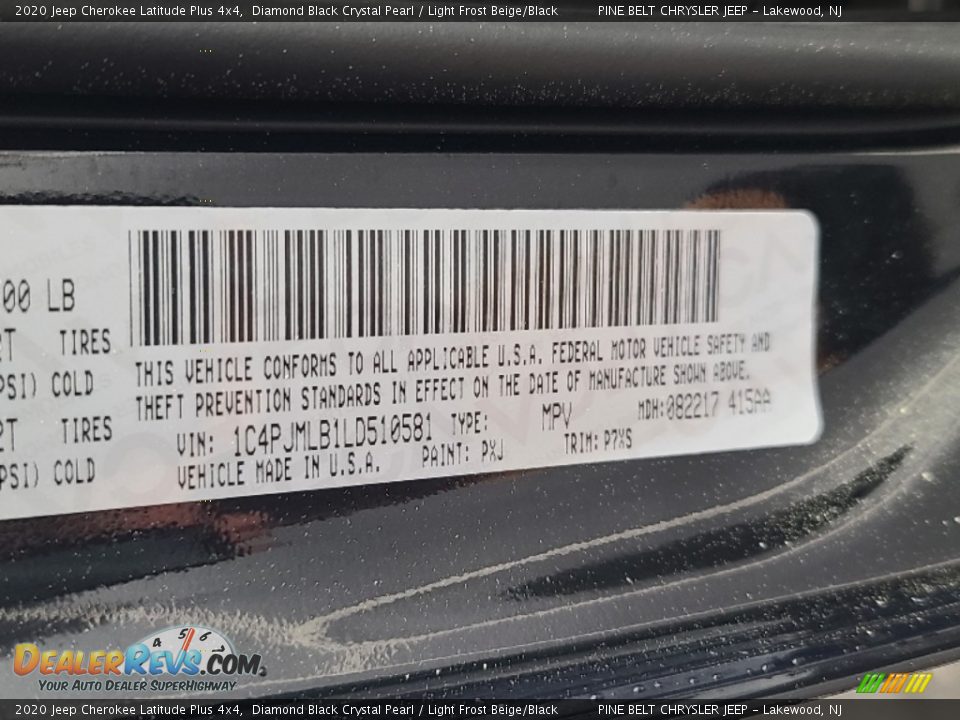 2020 Jeep Cherokee Latitude Plus 4x4, Diamond Black Crystal Pearl / Light Frost Beige/Black PINE BELT CHRYSLER JEEP - Lakewood, NJ
00 LB
TIRES
PSI) COLD
TIRES
PSI) COLD
THIS VEHICLE CONFORMS TO ALL APPLICABLE U.S.A. FEDERAL MOTOR VEHICLE SAFETY AND
THEFT PREVENTION STANDARDS IN EFFECT ON THE DATE OF MANUFACTURE SHOWN ABOVE.
VIN: 1C4PJMLB1LD510581 TYPE: MPV MDH:082217 415AA
VEHICLE MADE IN U.S.A. PAINT: PXJ TRIM: P7XS
4 5 6
DEALERREVS.COM
YOUR AUTO DEALER SUPERHIGHWAY
2020 Jeep Cherokee Latitude Plus 4x4, Diamond Black Crystal Pearl / Light Frost Beige/Black PINE BELT CHRYSLER JEEP - Lakewood, NJ